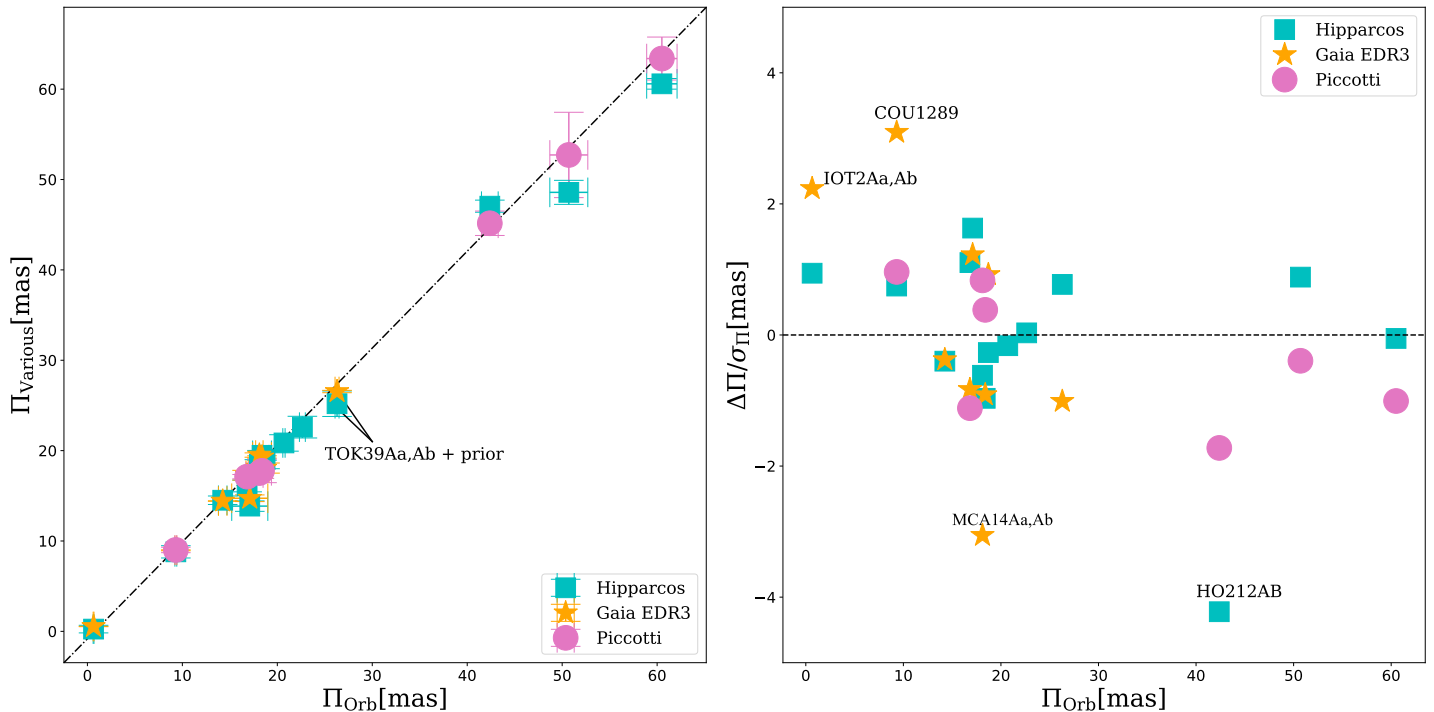 60
50
40
30
20
10
0
Π_Various[mas]
TOK39Aa,Ab + prior
Hipparcos
Gaia EDR3
Piccotti
0 10 20 30 40 50 60
Π_Orb[mas]
4
2
0
−2
−4
ΔΠ/σ_Π[mas]
Hipparcos
Gaia EDR3
Piccotti
COU1289
IOT2Aa,Ab
MCA14Aa,Ab
HO212AB
0 10 20 30 40 50 60
Π_Orb[mas]